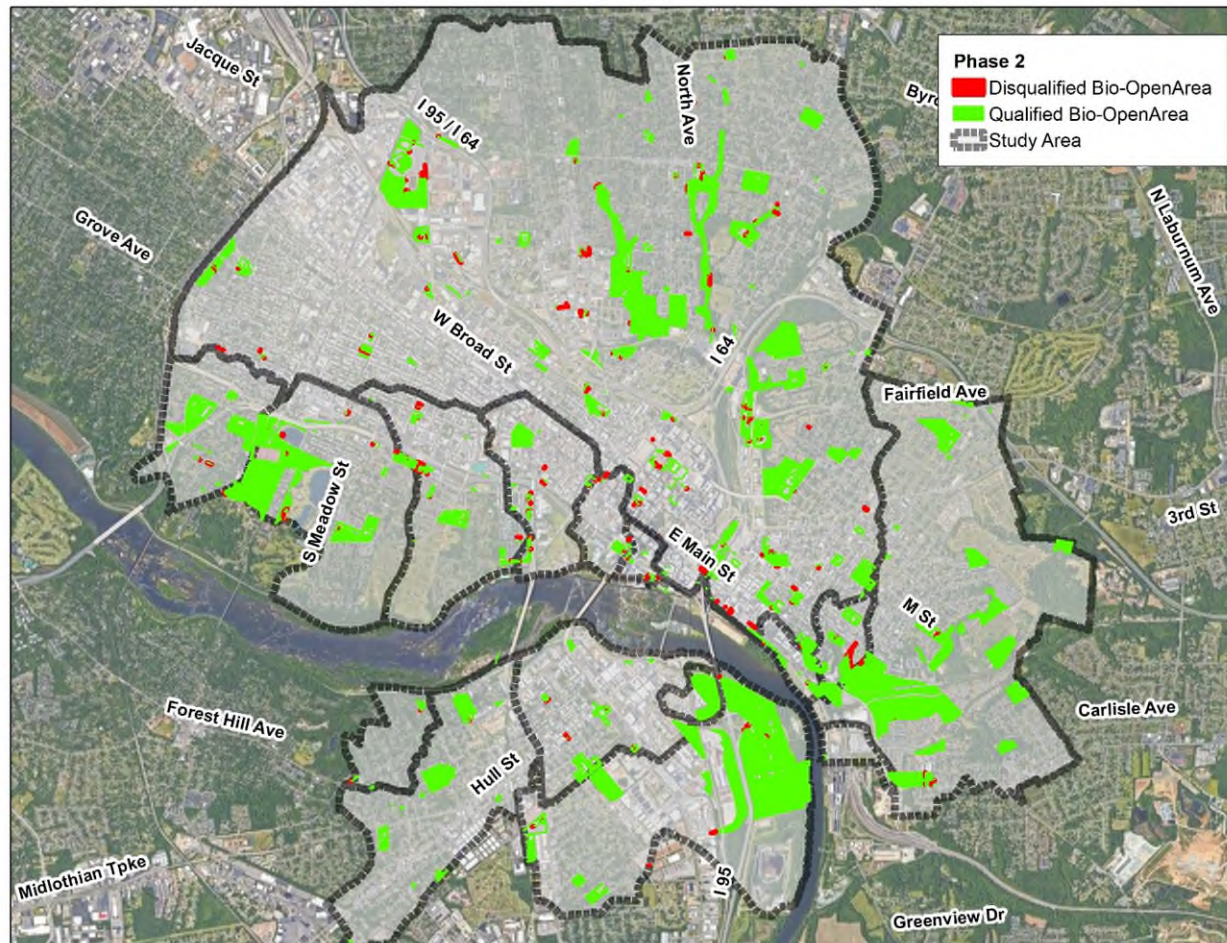 Phase 2
Disqualified Bio-OpenArea
Qualified Bio-OpenArea
Study Area
Jacque St
North Ave
I 95 / I 64
N Laburnum Ave
Grove Ave
W Broad St
I 64
Fairfield Ave
3rd St
S Meadow St
E Main St
M St
Forest Hill Ave
Carlisle Ave
Hull St
Midlothian Tpke
I 95
Greenview Dr